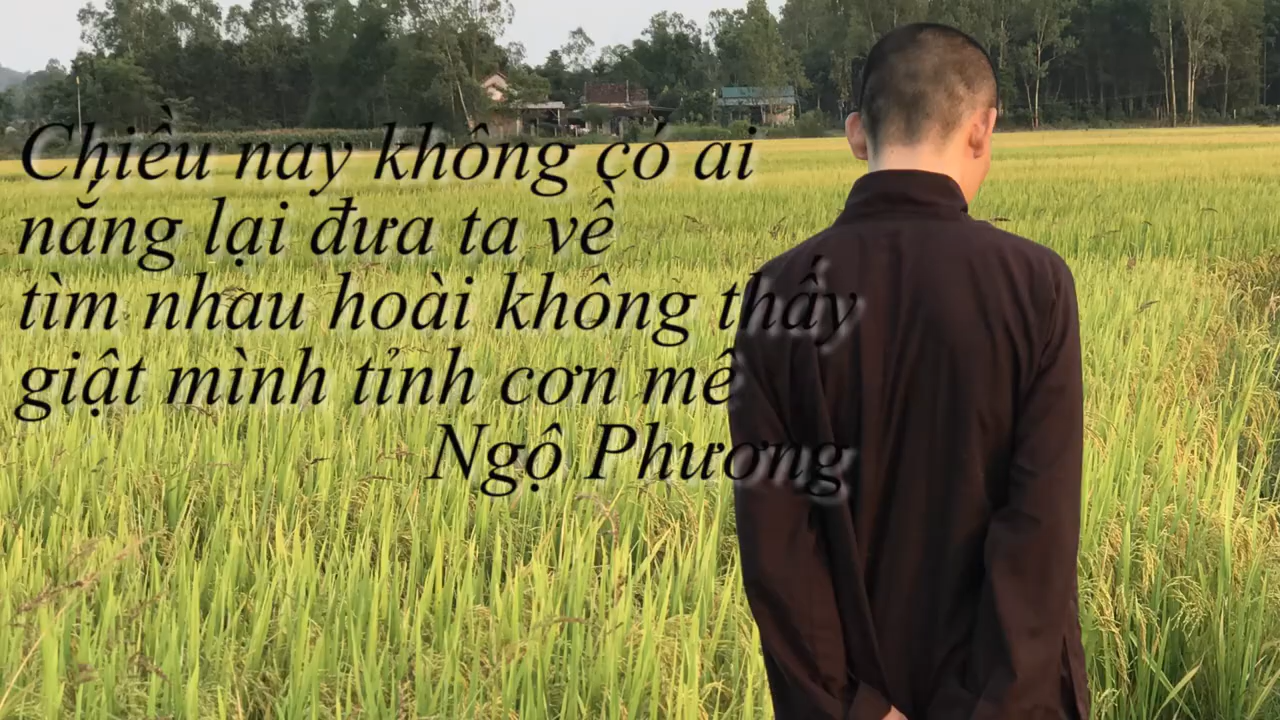 Chiều nay không có ai
nắng lại đưa ta về
tìm nhau hoài không thấy
giật mình tỉnh cơn mê
Ngộ Phương